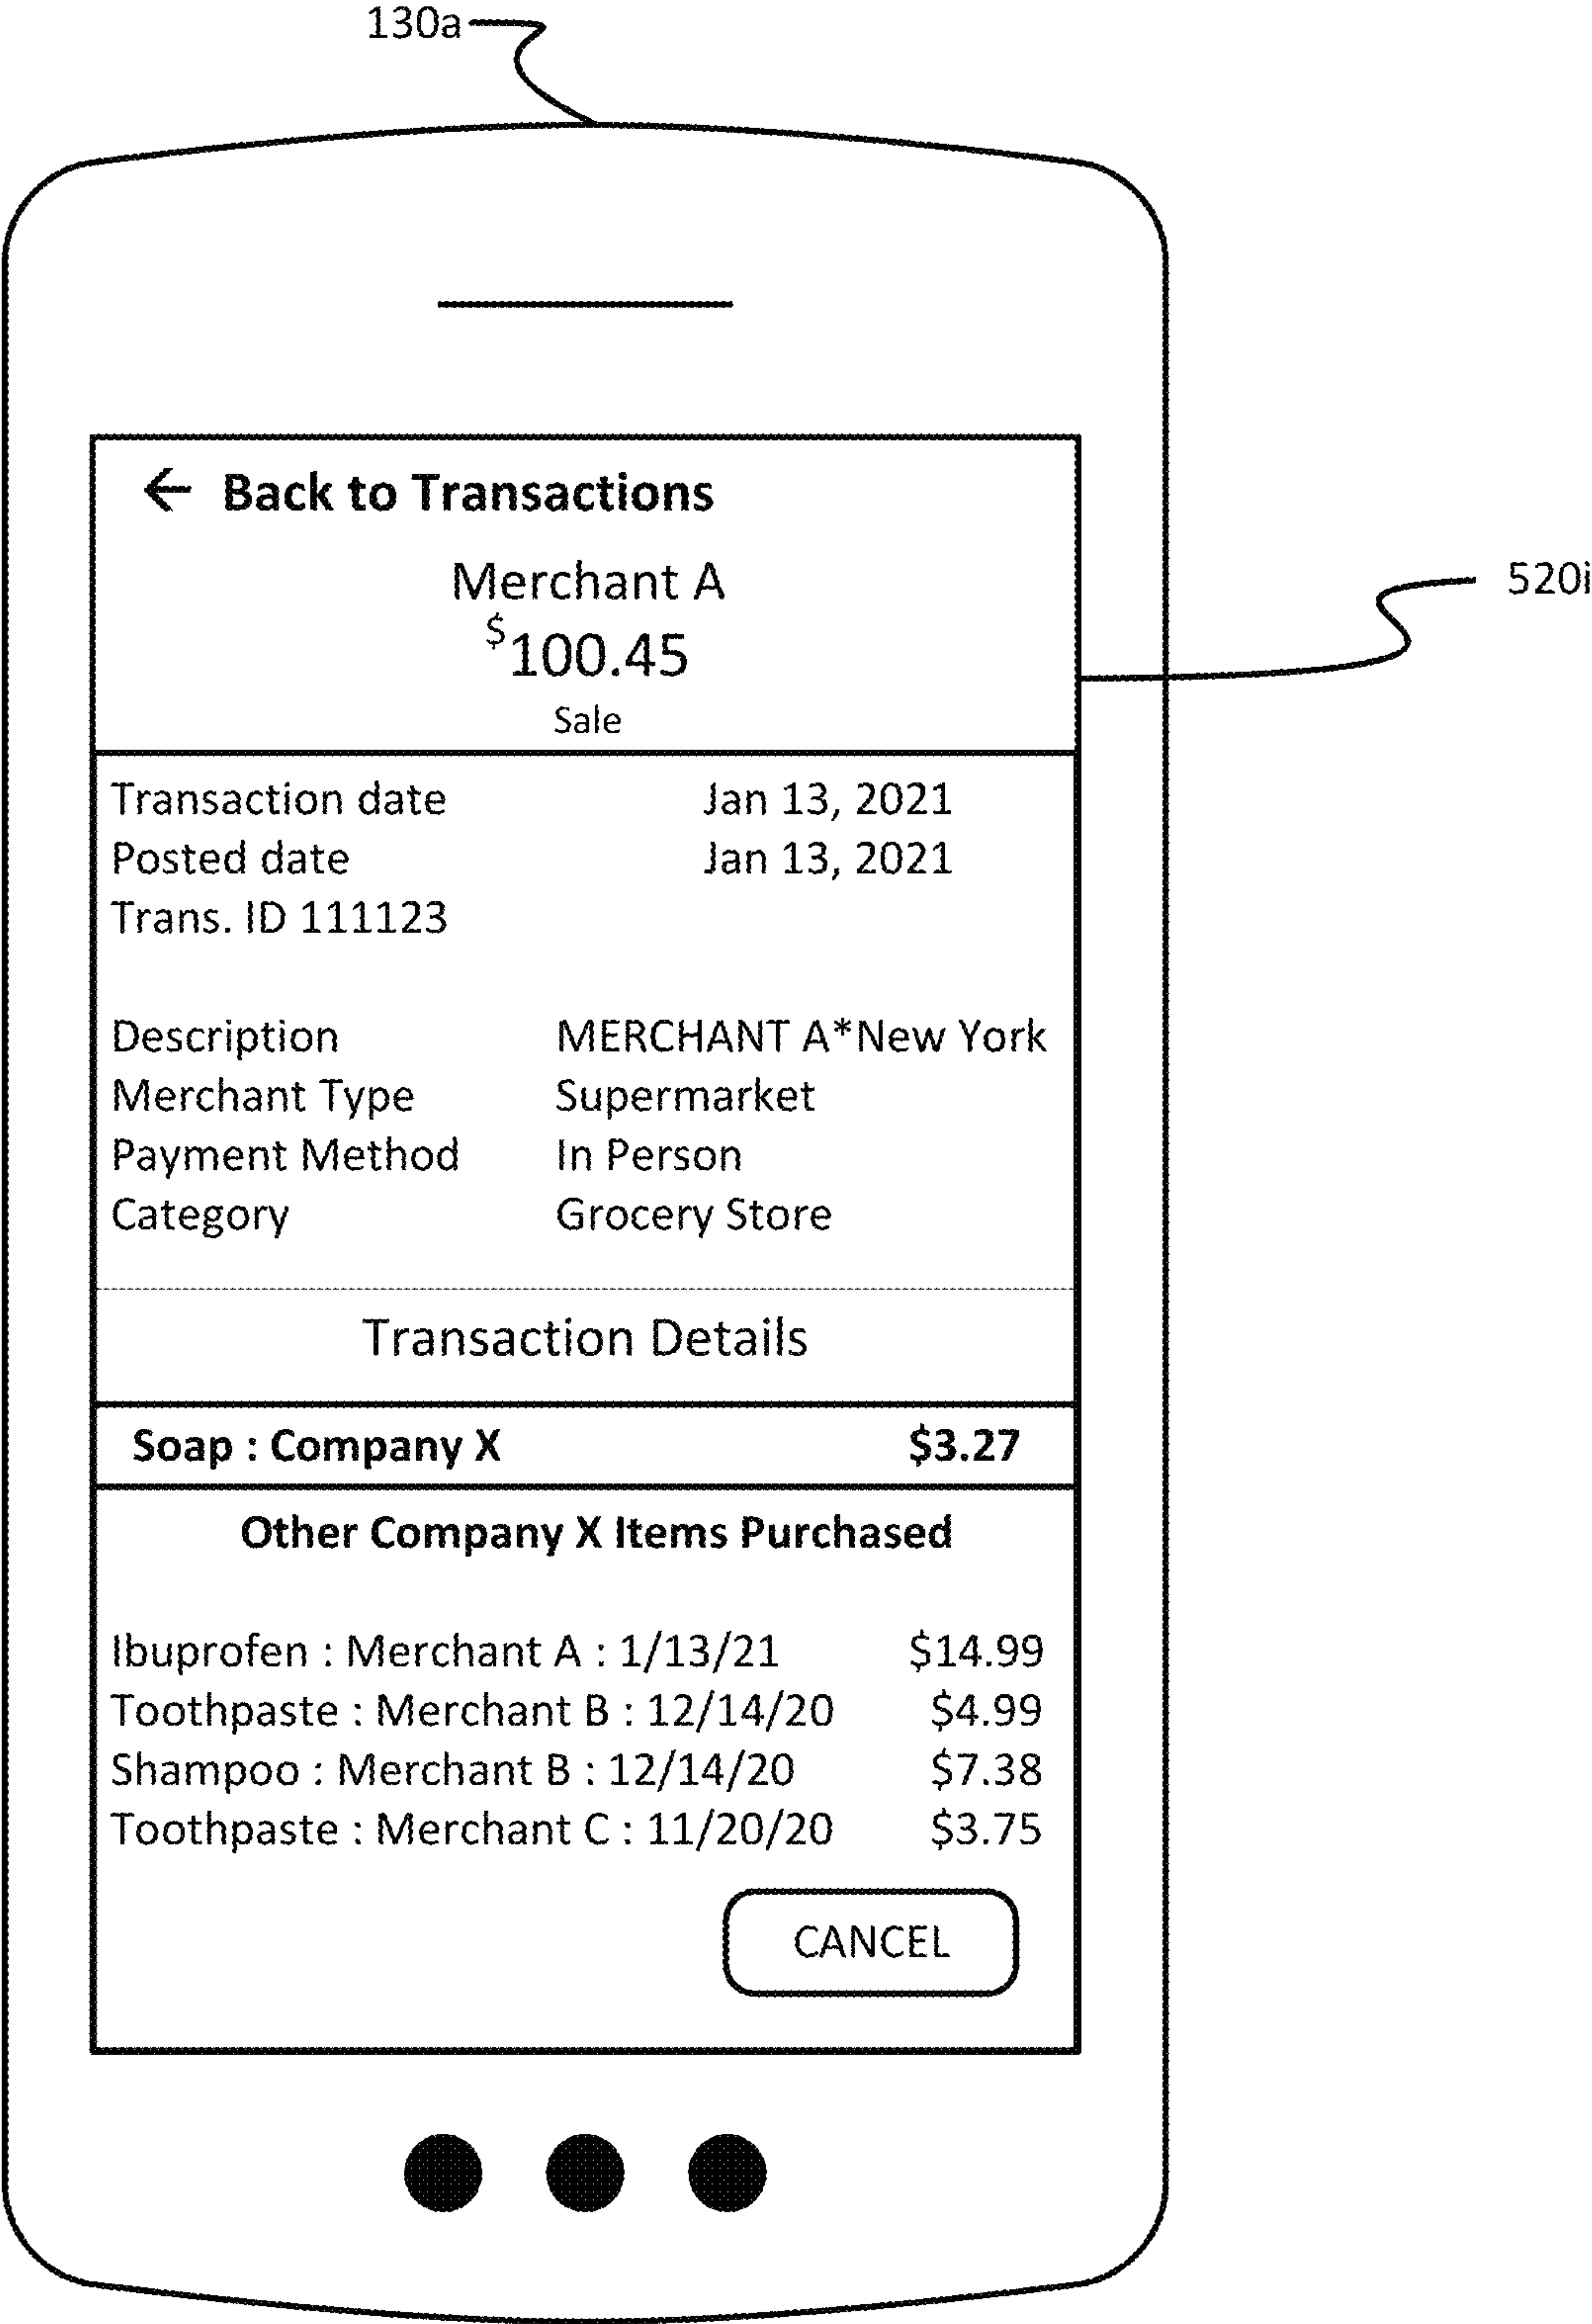 130a
← Back to Transactions
Merchant A
$100.45
Sale
520i
Transaction date Jan 13, 2021
Posted date Jan 13, 2021
Trans. ID 111123
Description MERCHANT A*New York
Merchant Type Supermarket
Payment Method In Person
Category Grocery Store
Transaction Details
Soap : Company X $3.27
Other Company X Items Purchased
Ibuprofen : Merchant A : 1/13/21 $14.99
Toothpaste : Merchant B : 12/14/20 $4.99
Shampoo : Merchant B : 12/14/20 $7.38
Toothpaste : Merchant C : 11/20/20 $3.75
CANCEL